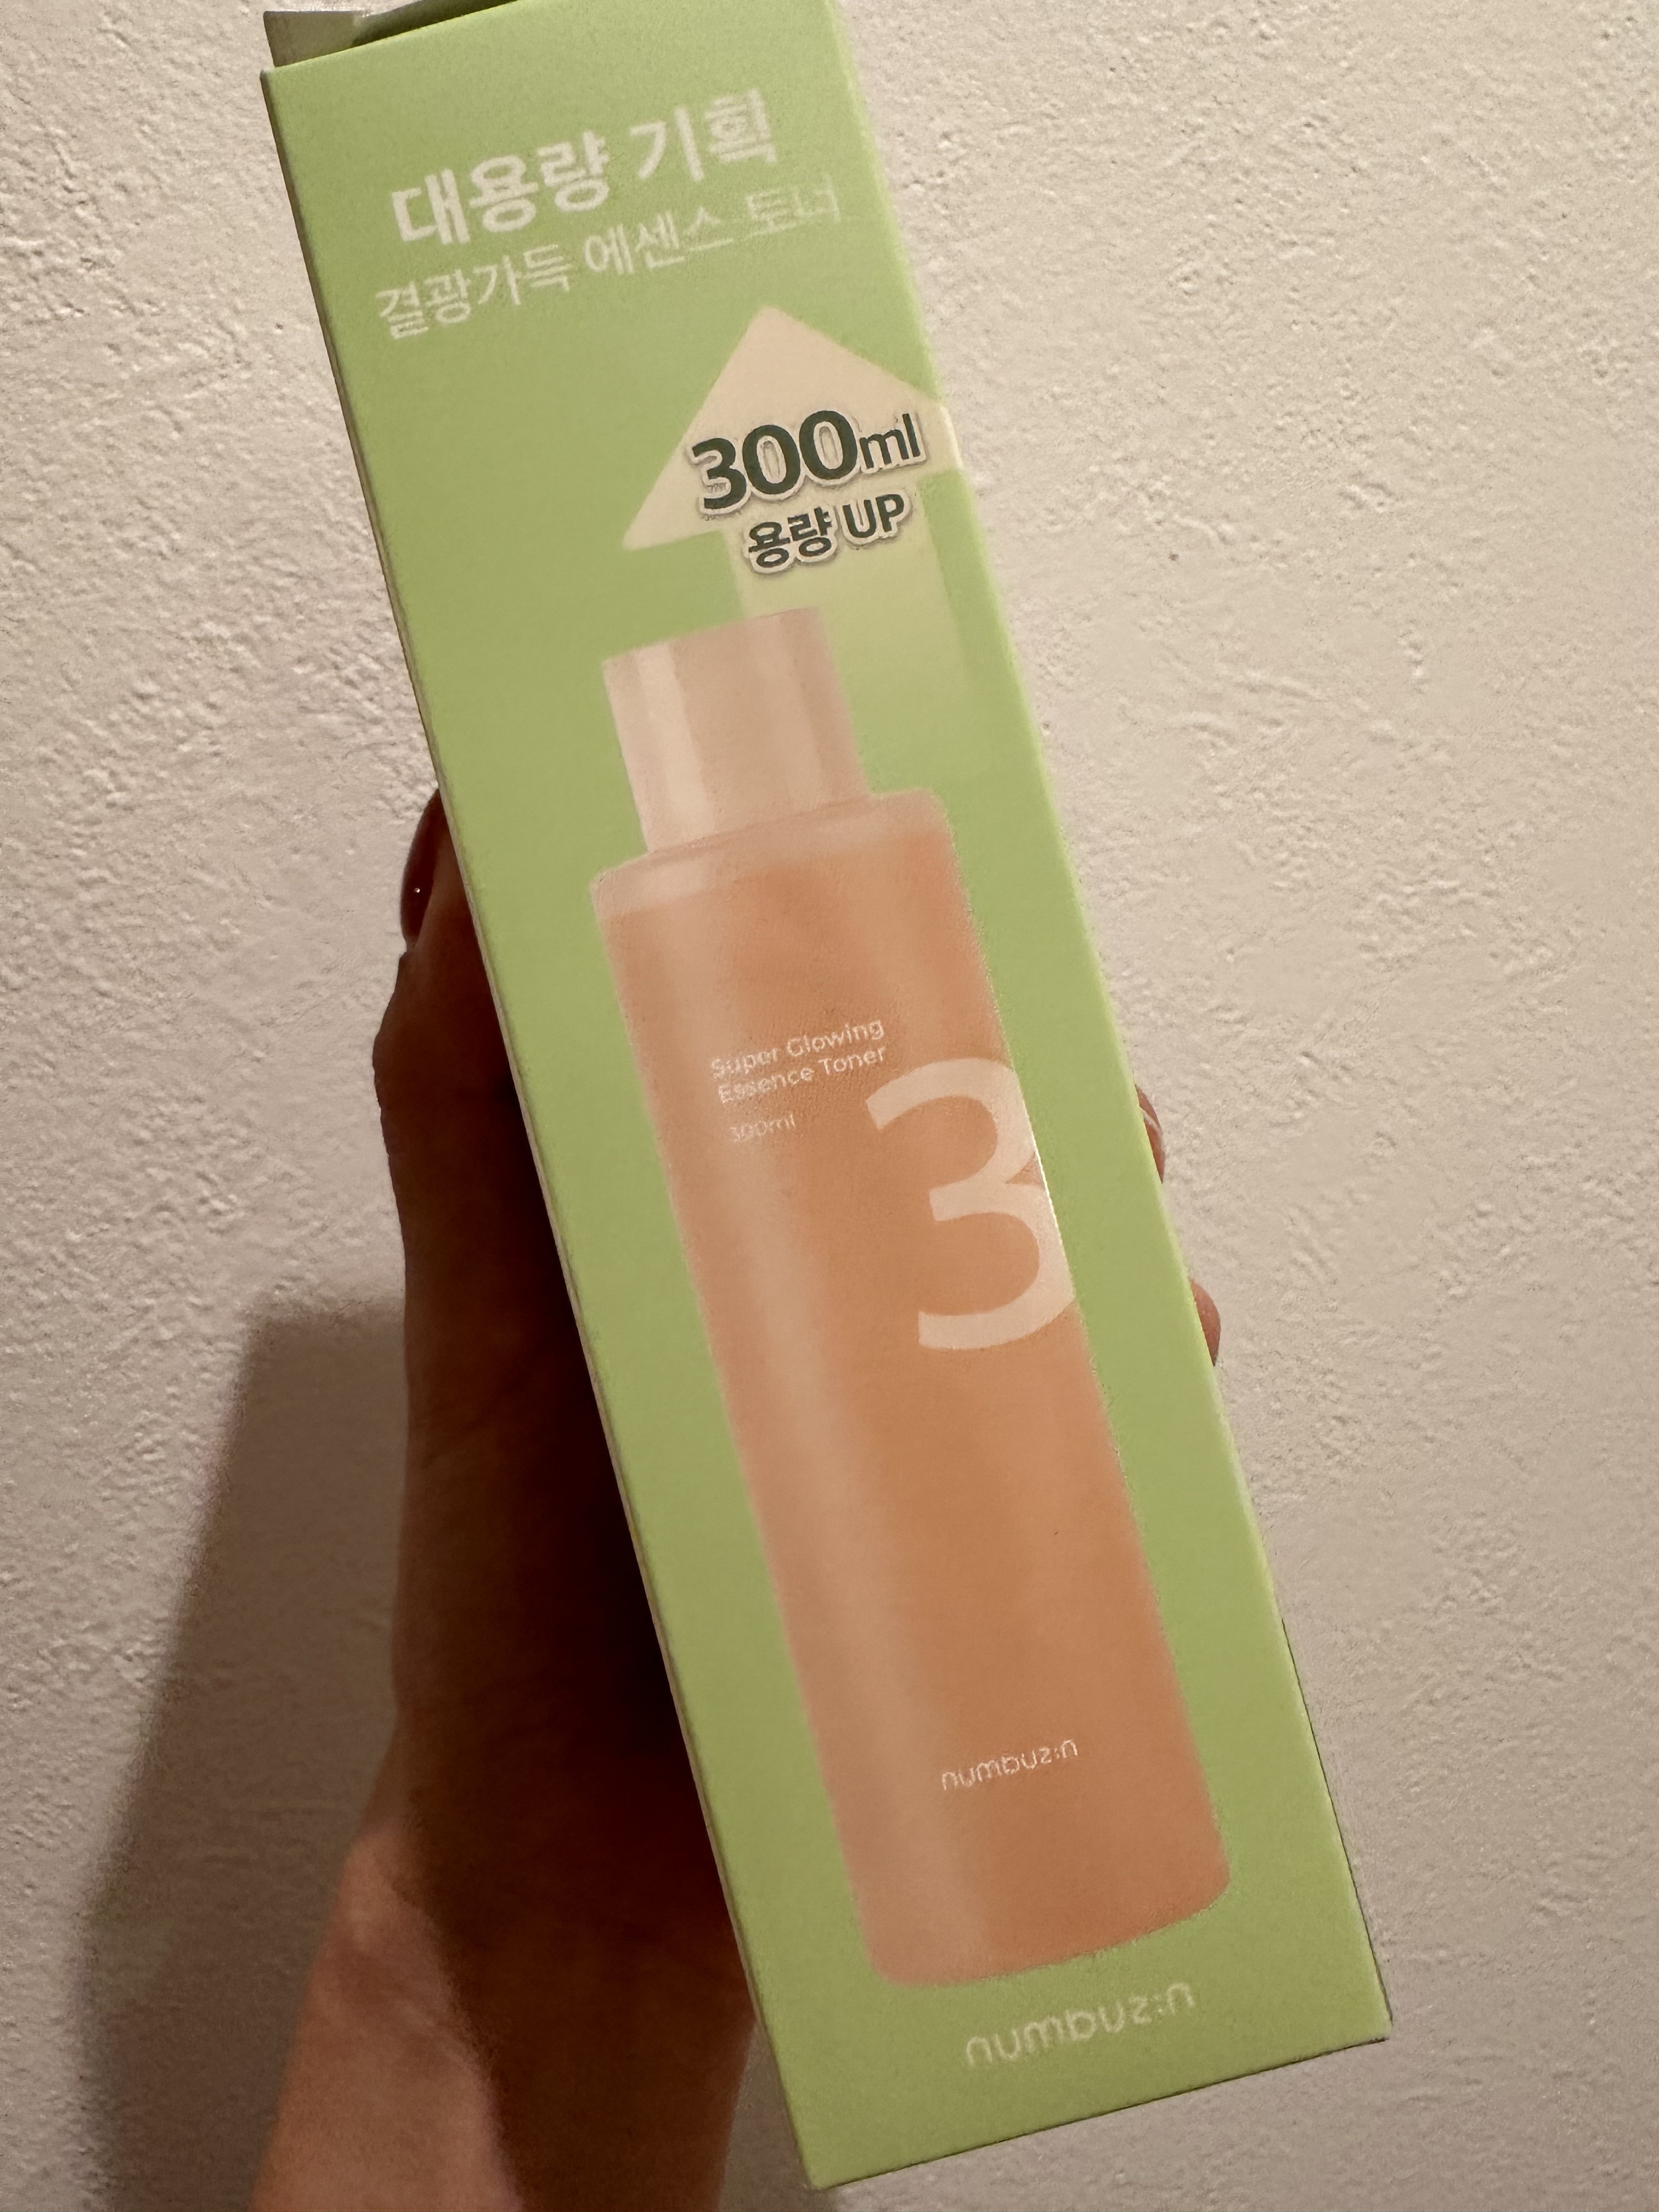 대용량 기획
결광가득 에센스 토너
300ml
용량 UP
Super Glowing
Essence Toner
300ml
3
numbuz:n
numbuz:n